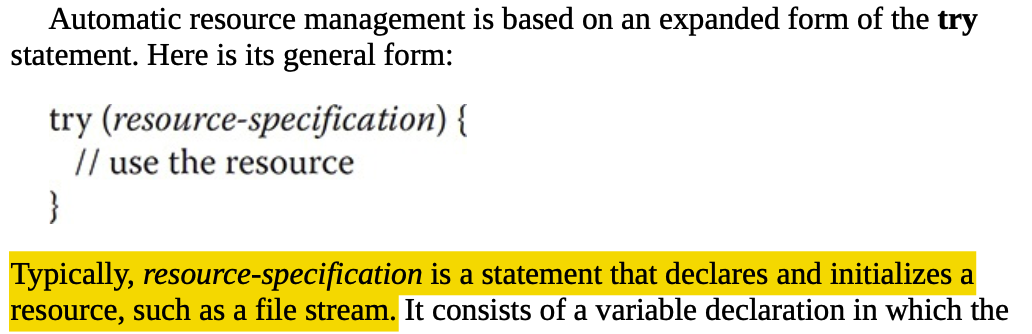 Automatic resource management is based on an expanded form of the try
statement. Here is its general form:
try (resource-specification) {
// use the resource
}
Typically, resource-specification is a statement that declares and initializes a
resource, such as a file stream. It consists of a variable declaration in which the